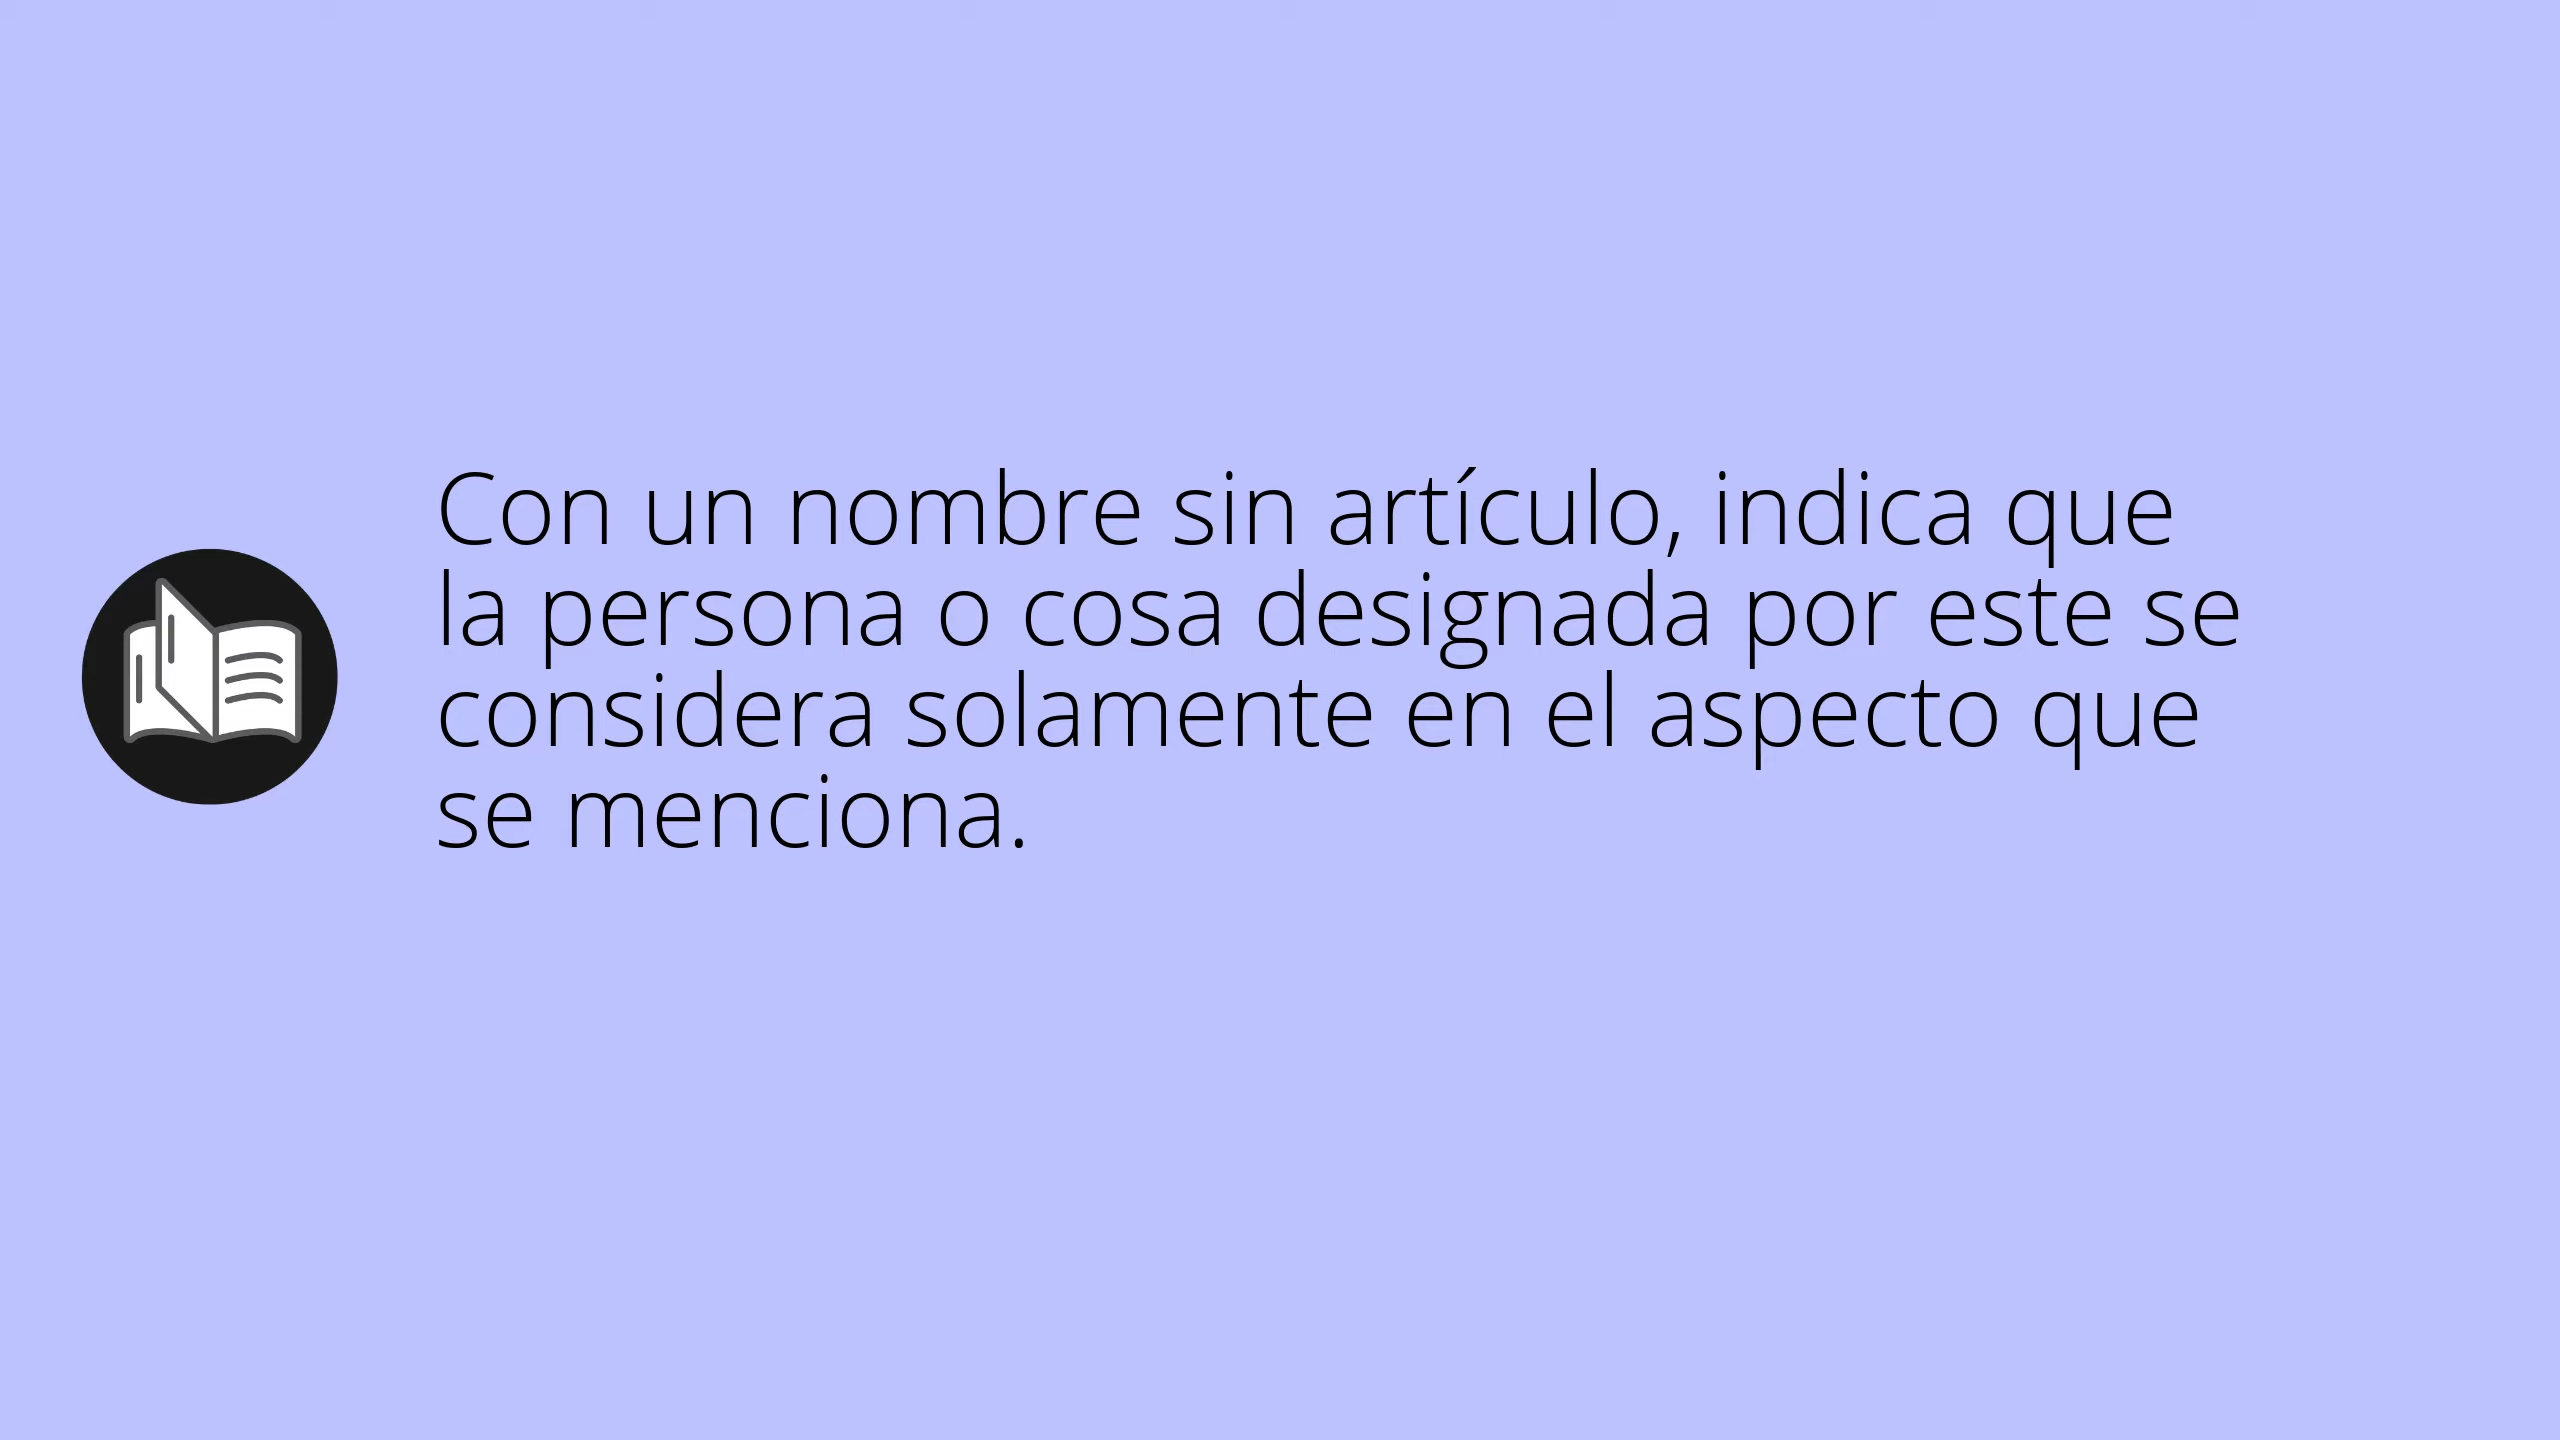 Con un nombre sin artículo, indica que
la persona o cosa designada por este se
considera solamente en el aspecto que
se menciona.